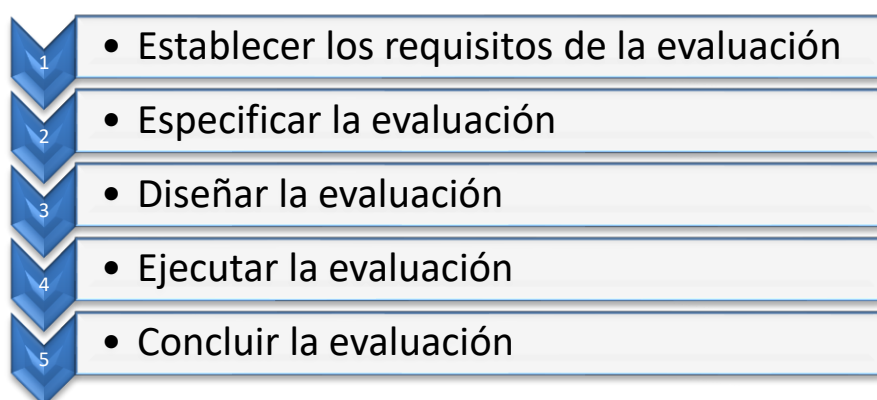 1 • Establecer los requisitos de la evaluación
2 • Especificar la evaluación
3 • Diseñar la evaluación
4 • Ejecutar la evaluación
5 • Concluir la evaluación